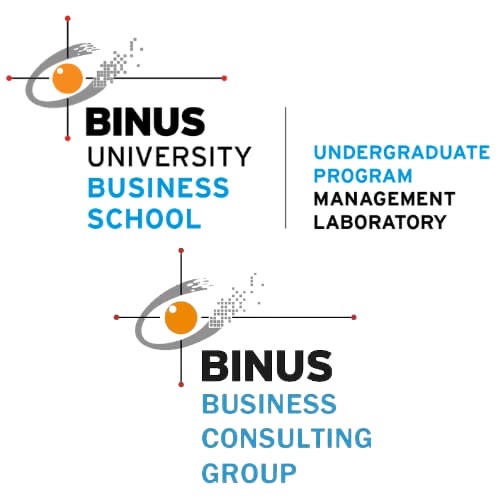 BINUS
UNIVERSITY
BUSINESS
SCHOOL
UNDERGRADUATE
PROGRAM
MANAGEMENT
LABORATORY
BINUS
BUSINESS
CONSULTING
GROUP